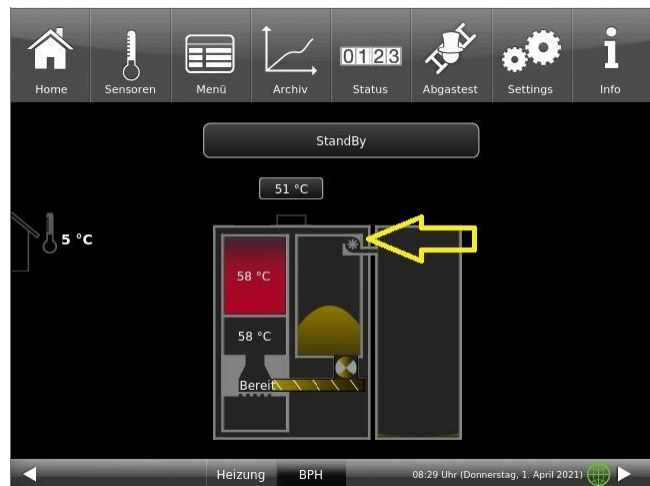 0123
Home Sensoren Menü Archiv Status Abgastest Settings Info
StandBy
51 °C
5 °C
58 °C
58 °C
Bereit
Heizung BPH 08:29 Uhr (Donnerstag, 1. April 2021)